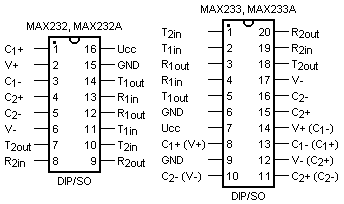 MAX232, MAX232A
C1+ 1 16 Ucc
V+ 2 15 GND
C1- 3 14 T1out
C2+ 4 13 R1in
C2- 5 12 R1out
V- 6 11 T1in
T2out 7 10 T2in
R2in 8 9 R2out
DIP/SO
MAX233, MAX233A
T2in 1 20 R2out
T1in 2 19 R2in
R1out 3 18 T2out
R1in 4 17 V-
T1out 5 16 C2-
GND 6 15 C2+
Ucc 7 14 V+ (C1-)
C1+ (V+) 8 13 C1- (C1+)
GND 9 12 V- (C2+)
C2- (V-) 10 11 C2+ (C2-)
DIP/SO